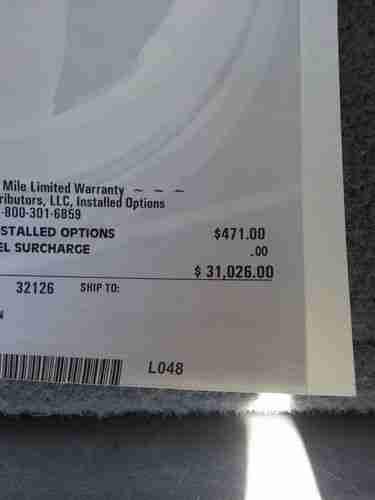 Mile Limited Warranty ~ ~ ~
ributors, LLC, Installed Options
-800-301-6859
STALLED OPTIONS $471.00
EL SURCHARGE .00
$ 31,026.00
32126 SHIP TO:
N
L048